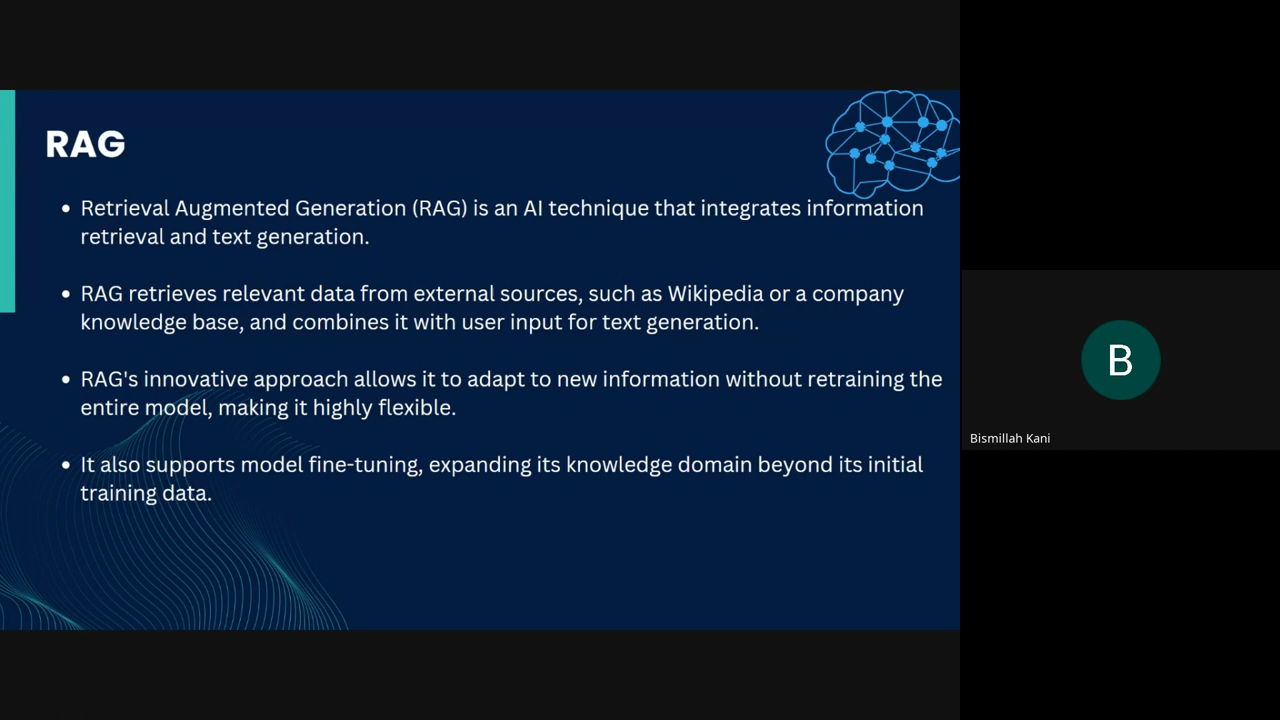 RAG
• Retrieval Augmented Generation (RAG) is an AI technique that integrates information
retrieval and text generation.
• RAG retrieves relevant data from external sources, such as Wikipedia or a company
knowledge base, and combines it with user input for text generation.
• RAG's innovative approach allows it to adapt to new information without retraining the
entire model, making it highly flexible.
• It also supports model fine-tuning, expanding its knowledge domain beyond its initial
training data.
B
Bismillah Kani